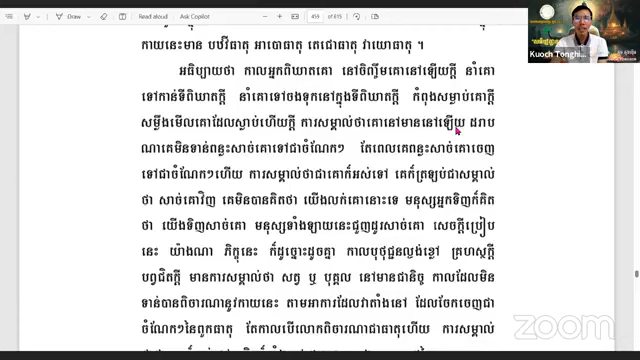 Read aloud
Ask Copilot
459
of 815
Draw
Kuoch Tonghi...
កាយនេះមាន បឋវីធាតុ អាបោធាតុ តេជោធាតុ វាយោធាតុ ។
អធិប្បាយថា កាលអ្នកពិឃាតគោ នៅចិញ្ចឹមគោនៅឡើយក្ដី នាំគោ
ទៅកាន់ទីពិឃាតក្ដី នាំគោទៅចងទុកនៅក្នុងទីពិឃាតក្ដី កំពុងសម្លាប់គោក្ដី
សម្លឹងមើលគោដែលស្លាប់ហើយក្ដី ការសម្គាល់ថាគោនៅមាននៅឡើយ ដរាប
ណាគេមិនទាន់ពន្លះសាច់គោទៅជាចំណែកៗ តែពេលគេពន្លះសាច់គោចេញ
ទៅជាចំណែកៗហើយ ការសម្គាល់ថាជាគោក៏អស់ទៅ គេក៏ត្រឡប់ជាសម្គាល់
ថា សាច់គោវិញ គេមិនបានគិតថា យើងលក់គោនោះទេ មនុស្សអ្នកទិញក៏គិត
ថា យើងទិញសាច់គោ មនុស្សទាំងឡាយនេះជួញដូរសាច់គោ សេចក្ដីប្រៀប
នេះ យ៉ាងណា ភិក្ខុនេះ ក៏ដូច្នោះដូចគ្នា កាលបុថុជ្ជនល្ងង់ខ្លៅ គ្រហស្ថក្ដី
បព្វជិតក្ដី មានការសម្គាល់ថា សត្វ ឬ បុគ្គល នៅមានជានិច្ច កាលដែលមិន
ទាន់បានពិចារណានូវកាយនេះ តាមអាការដែលវាតាំងនៅ ដែលចែកចេញជា
ចំណែកៗនៃពួកធាតុ តែកាលបើលោកពិចារណាជាធាតុហើយ ការសម្គាល់
zoom